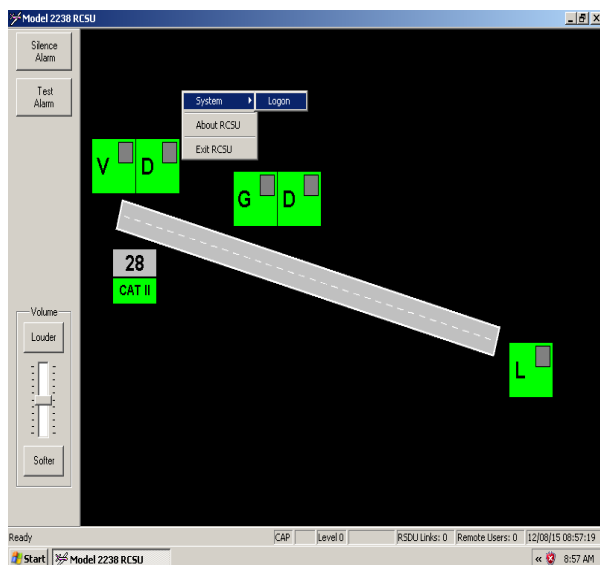 Model 2238 RCSU
Silence
Alarm
Test
Alarm
System
Logon
About RCSU
Exit RCSU
V D
G D
28
CAT II
L
Volume
Louder
Softer
Ready
CAP
Level 0
RSDU Links: 0
Remote Users: 0
12/08/15 08:57:19
Start
Model 2238 RCSU
8:57 AM